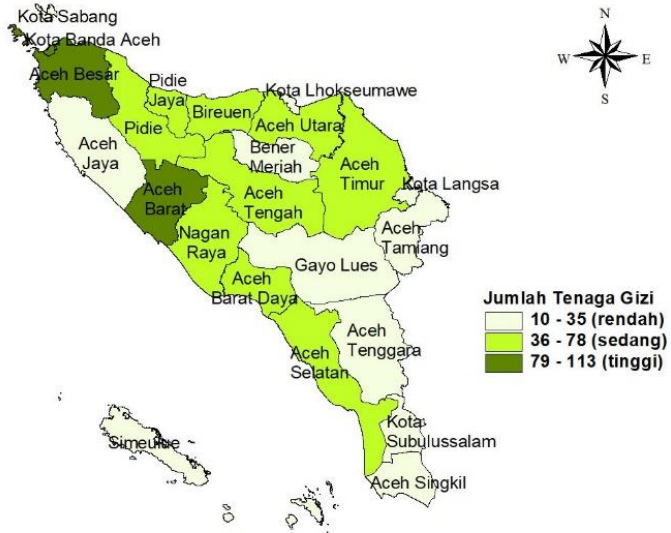 Kota Sabang
Kota Banda Aceh
Aceh Besar
Pidie
Jaya
Kota Lhokseumawe
Bireuen
Aceh Utara
Pidie
Aceh
Jaya
Bener
Meriah
Aceh
Timur
Kota Langsa
Aceh
Barat
Aceh
Tengah
Nagan
Raya
Aceh
Tamiang
Gayo Lues
Aceh
Barat Daya
Aceh
Tenggara
Aceh
Selatan
Kota
Subulussalam
Simeulue
Aceh Singkil
N
W
E
S
Jumlah Tenaga Gizi
10 - 35 (rendah)
36 - 78 (sedang)
79 - 113 (tinggi)